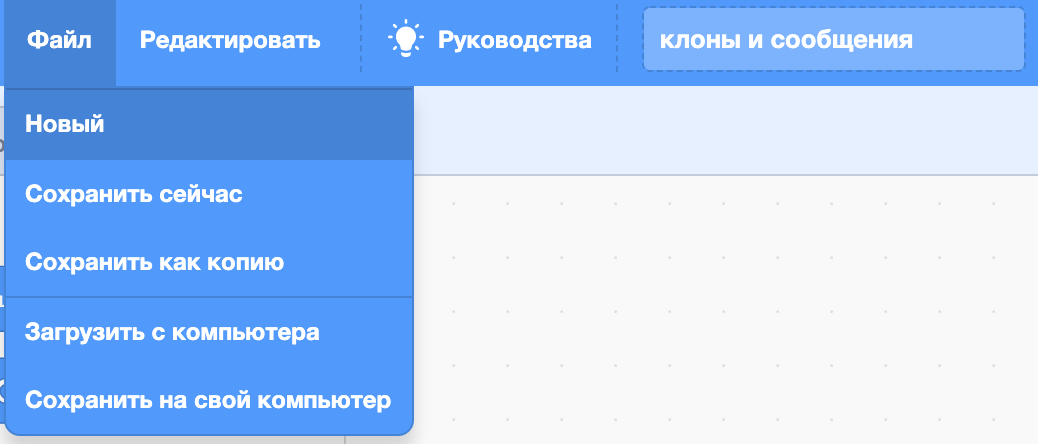 Файл Редактировать Руководства клоны и сообщения
Новый
Сохранить сейчас
Сохранить как копию
Загрузить с компьютера
Сохранить на свой компьютер